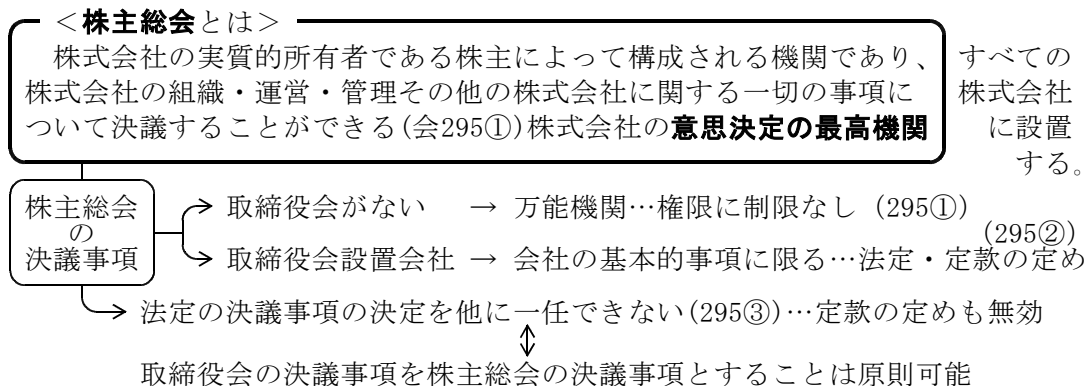 ＜株主総会とは＞
株式会社の実質的所有者である株主によって構成される機関であり、
株式会社の組織・運営・管理その他の株式会社に関する一切の事項に
ついて決議することができる(会295①)株式会社の意思決定の最高機関
すべての
株式会社
に設置
する。
株主総会
の
決議事項
取締役会がない → 万能機関…権限に制限なし (295①)
(295②)
取締役会設置会社 → 会社の基本的事項に限る…法定・定款の定め
法定の決議事項の決定を他に一任できない(295③)…定款の定めも無効
取締役会の決議事項を株主総会の決議事項とすることは原則可能